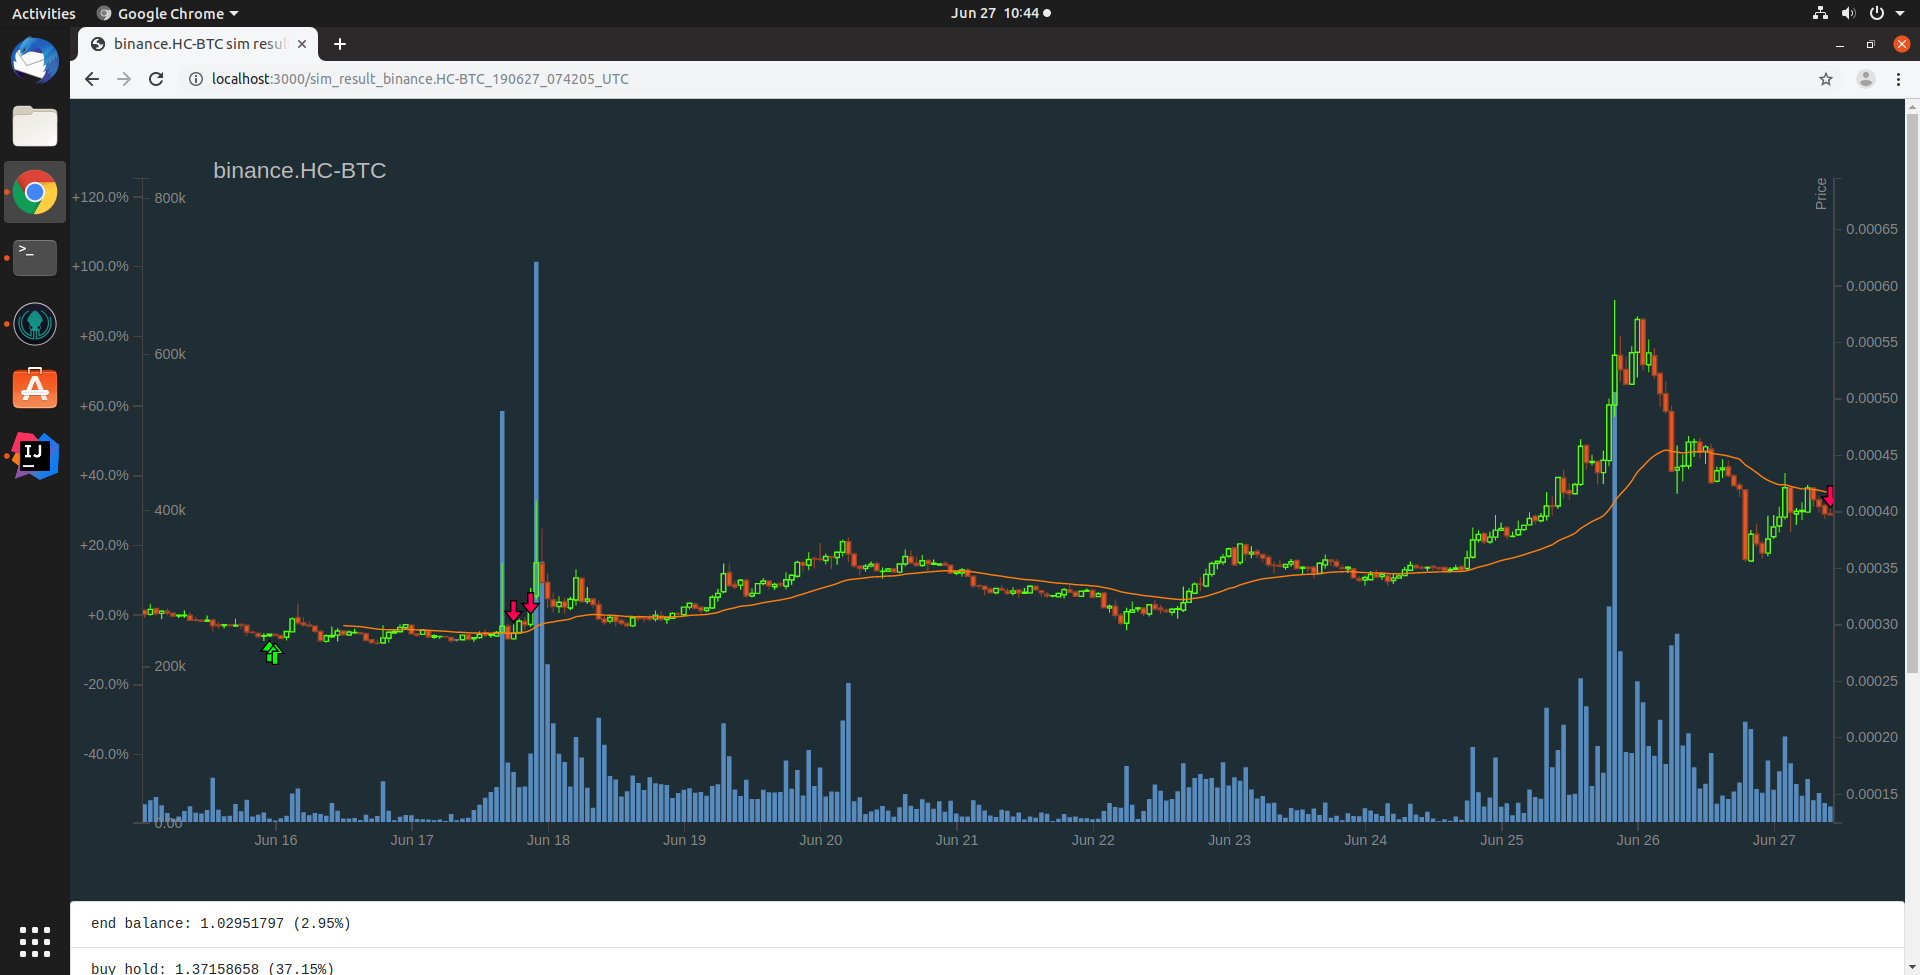 Activities Google Chrome Jun 27 10:44
binance.HC-BTC sim resul
localhost:3000/sim_result_binance.HC-BTC_190627_074205_UTC
binance.HC-BTC
+120.0%
+100.0%
+80.0%
+60.0%
+40.0%
+20.0%
+0.0%
-20.0%
-40.0%
800k
600k
400k
200k
0.00
Price
0.00065
0.00060
0.00055
0.00050
0.00045
0.00040
0.00035
0.00030
0.00025
0.00020
0.00015
Jun 16 Jun 17 Jun 18 Jun 19 Jun 20 Jun 21 Jun 22 Jun 23 Jun 24 Jun 25 Jun 26 Jun 27
>_
A
IJ
end balance: 1.02951797 (2.95%)
buy hold: 1.37158658 (37.15%)